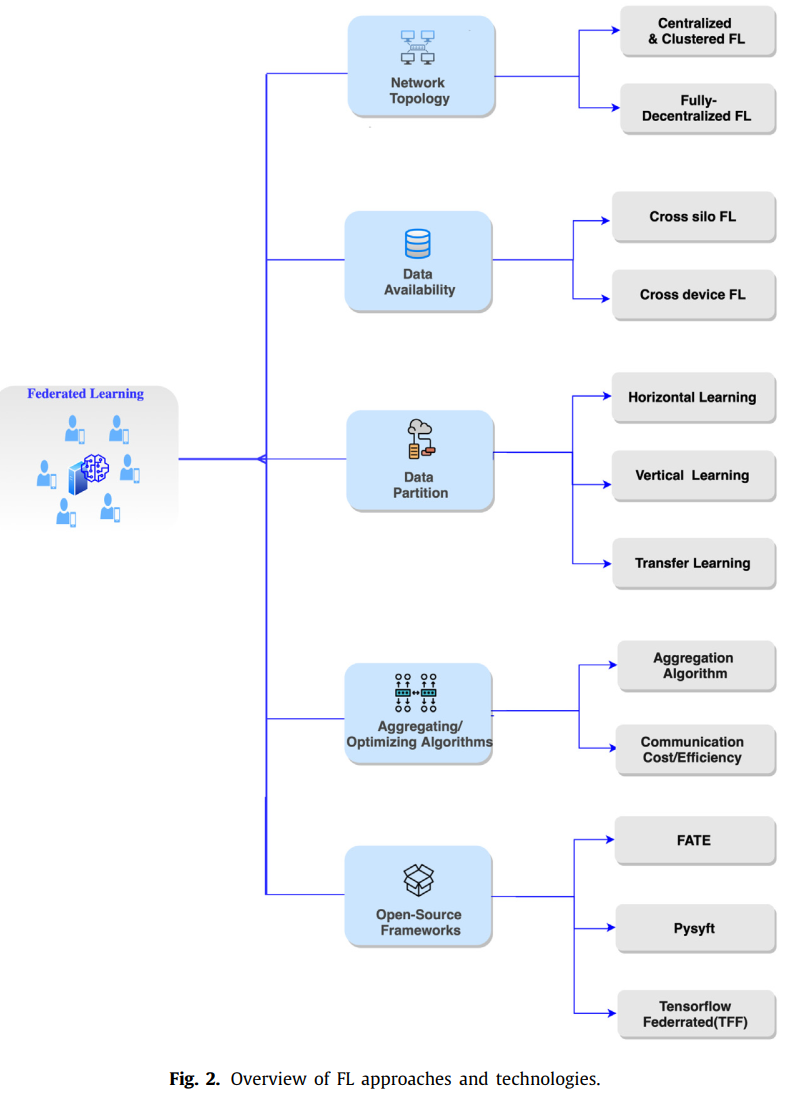 Centralized
& Clustered FL
Network
Topology
Fully-
Decentralized FL
Cross silo FL
Data
Availability
Cross device FL
Federated Learning
Horizontal Learning
Data
Partition
Vertical Learning
Transfer Learning
Aggregation
Algorithm
Aggregating/
Optimizing Algorithms
Communication
Cost/Efficiency
FATE
Open-Source
Frameworks
Pysyft
Tensorflow
Federrated(TFF)
Fig. 2. Overview of FL approaches and technologies.